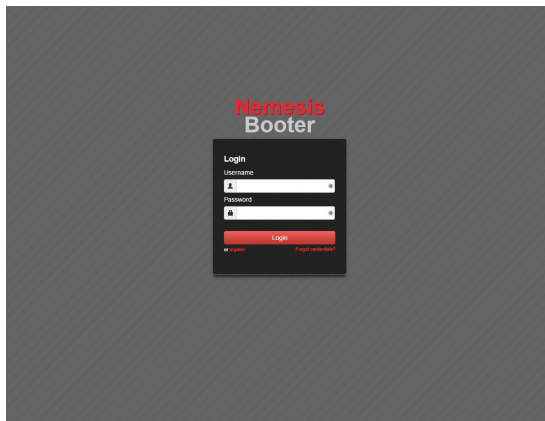 Nemesis
Booter
Login
Username
Password
Login
or register
Forgot credentials?